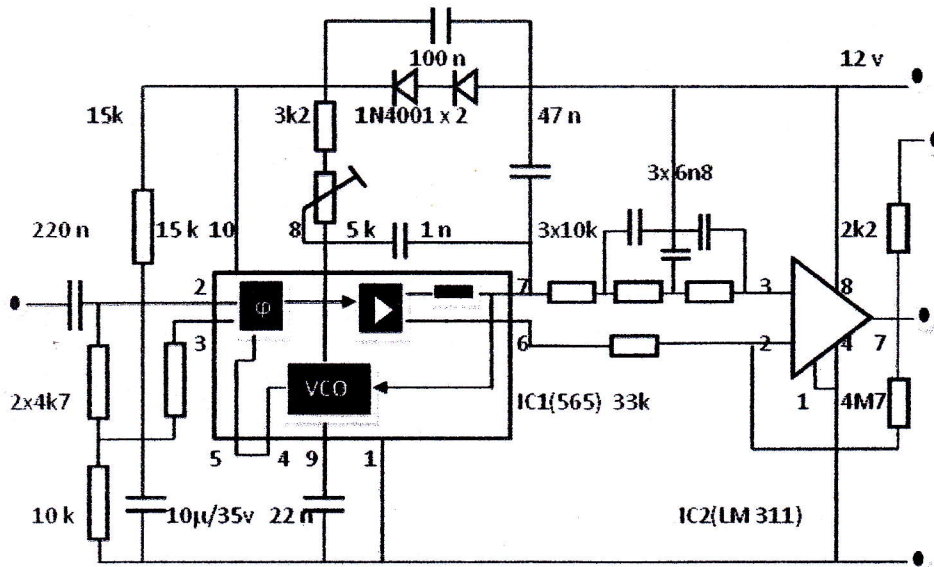 100 n
12 v
15k
3k2
1N4001 x 2
47 n
3x6n8
220 n
15 k
10
8
5 k
1 n
3x10k
2k2
2
φ
7
3
8
3
6
2
4
7
VCO
2x4k7
IC1(565)
33k
1
4M7
5
4
9
1
10 k
10μ/35v
22 n
IC2(LM 311)